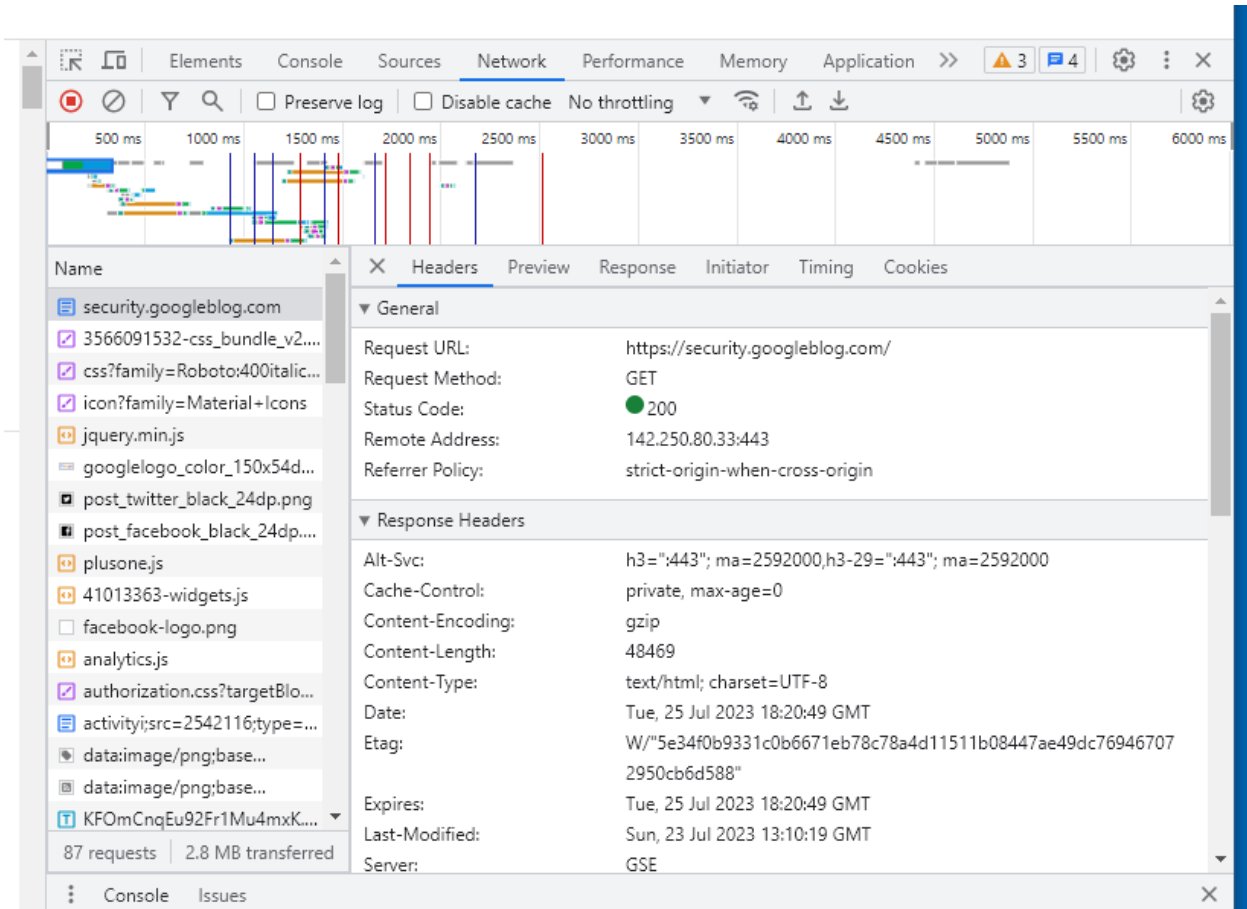 Elements Console Sources Network Performance Memory Application 3 4
Preserve log Disable cache No throttling
500 ms 1000 ms 1500 ms 2000 ms 2500 ms 3000 ms 3500 ms 4000 ms 4500 ms 5000 ms 5500 ms 6000 ms
Name
security.googleblog.com
3566091532-css_bundle_v2....
css?family=Roboto:400italic...
icon?family=Material+Icons
jquery.min.js
googlelogo_color_150x54d...
post_twitter_black_24dp.png
post_facebook_black_24dp....
plusone.js
41013363-widgets.js
facebook-logo.png
analytics.js
authorization.css?targetBlo...
activityi;src=2542116;type=...
data:image/png;base...
data:image/png;base...
KFOmCnqEu92Fr1Mu4mxK....
87 requests 2.8 MB transferred
Headers Preview Response Initiator Timing Cookies
General
Request URL: https://security.googleblog.com/
Request Method: GET
Status Code: 200
Remote Address: 142.250.80.33:443
Referrer Policy: strict-origin-when-cross-origin
Response Headers
Alt-Svc: h3=":443"; ma=2592000,h3-29=":443"; ma=2592000
Cache-Control: private, max-age=0
Content-Encoding: gzip
Content-Length: 48469
Content-Type: text/html; charset=UTF-8
Date: Tue, 25 Jul 2023 18:20:49 GMT
Etag: W/"5e34f0b9331c0b6671eb78c78a4d11511b08447ae49dc76946707
2950cb6d588"
Expires: Tue, 25 Jul 2023 18:20:49 GMT
Last-Modified: Sun, 23 Jul 2023 13:10:19 GMT
Server: GSE
Console Issues